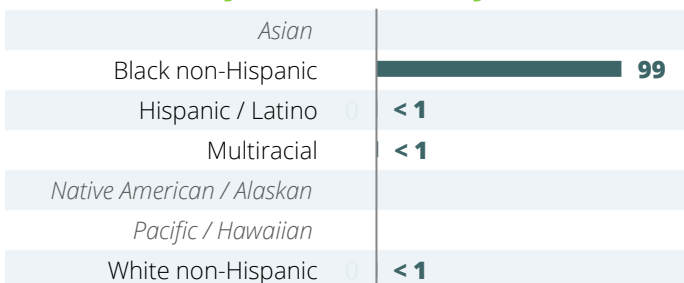 Asian
Black non-Hispanic 99
Hispanic / Latino 0 < 1
Multiracial < 1
Native American / Alaskan
Pacific / Hawaiian
White non-Hispanic 0 < 1